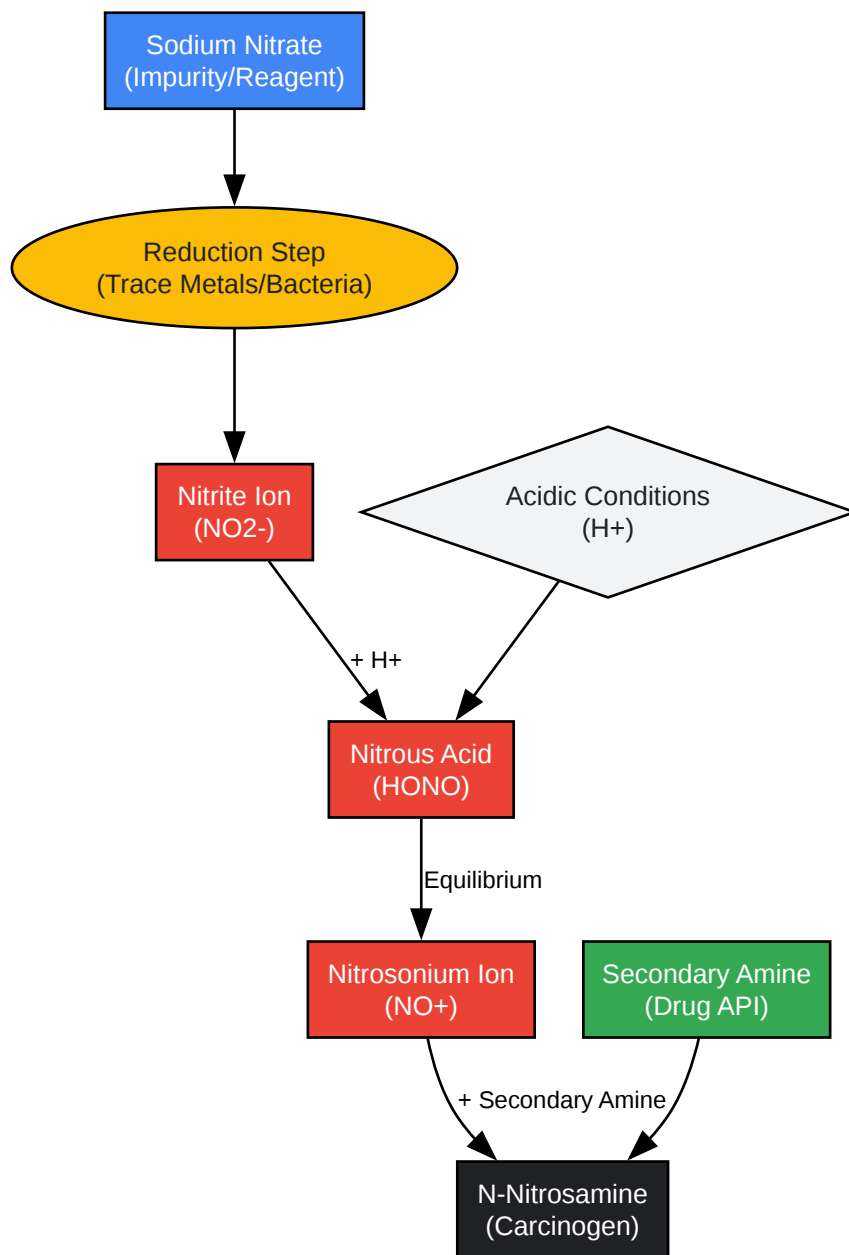 Sodium Nitrate
(Impurity/Reagent)
Reduction Step
(Trace Metals/Bacteria)
Nitrite Ion
(NO2-)
Acidic Conditions
(H+)
+ H+
Nitrous Acid
(HONO)
Equilibrium
Nitrosonium Ion
(NO+)
Secondary Amine
(Drug API)
+ Secondary Amine
N-Nitrosamine
(Carcinogen)